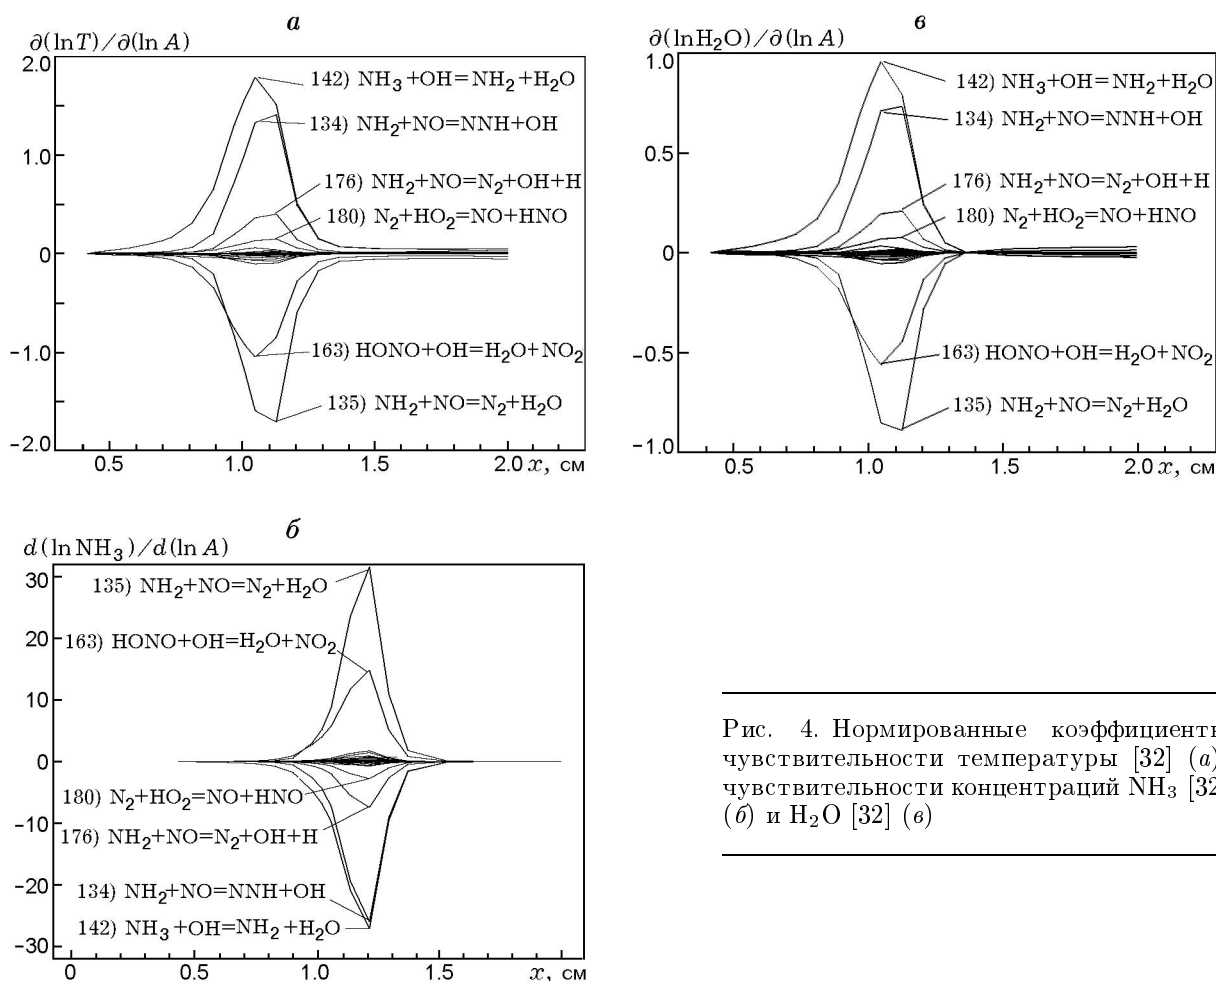 а
∂(lnT)/∂(lnA)
2.0
1.0
0
−1.0
−2.0
142) NH₃+OH=NH₂+H₂O
134) NH₂+NO=NNH+OH
176) NH₂+NO=N₂+OH+H
180) N₂+HO₂=NO+HNO
163) HONO+OH=H₂O+NO₂
135) NH₂+NO=N₂+H₂O
0.5 1.0 1.5 2.0 x, см
в
∂(lnH₂O)/∂(lnA)
1.0
0.5
0
−0.5
−1.0
142) NH₃+OH=NH₂+H₂O
134) NH₂+NO=NNH+OH
176) NH₂+NO=N₂+OH+H
180) N₂+HO₂=NO+HNO
163) HONO+OH=H₂O+NO₂
135) NH₂+NO=N₂+H₂O
0.5 1.0 1.5 2.0 x, см
б
d(lnNH₃)/d(lnA)
30
20
10
0
−10
−20
−30
135) NH₂+NO=N₂+H₂O
163) HONO+OH=H₂O+NO₂
180) N₂+HO₂=NO+HNO
176) NH₂+NO=N₂+OH+H
134) NH₂+NO=NNH+OH
142) NH₃+OH=NH₂+H₂O
0 0.5 1.0 1.5 x, см
Рис. 4. Нормированные коэффициент
чувствительности температуры [32] (а)
чувствительности концентраций NH₃ [32
(б) и H₂O [32] (в)